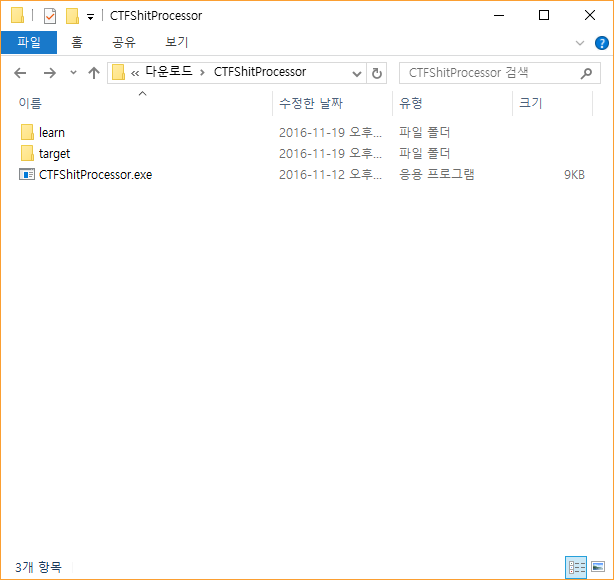 CTFShitProcessor
파일 홈 공유 보기
« 다운로드 > CTFShitProcessor CTFShitProcessor 검색
이름 수정한 날짜 유형 크기
learn 2016-11-19 오후... 파일 폴더
target 2016-11-19 오후... 파일 폴더
CTFShitProcessor.exe 2016-11-12 오후... 응용 프로그램 9KB
3개 항목